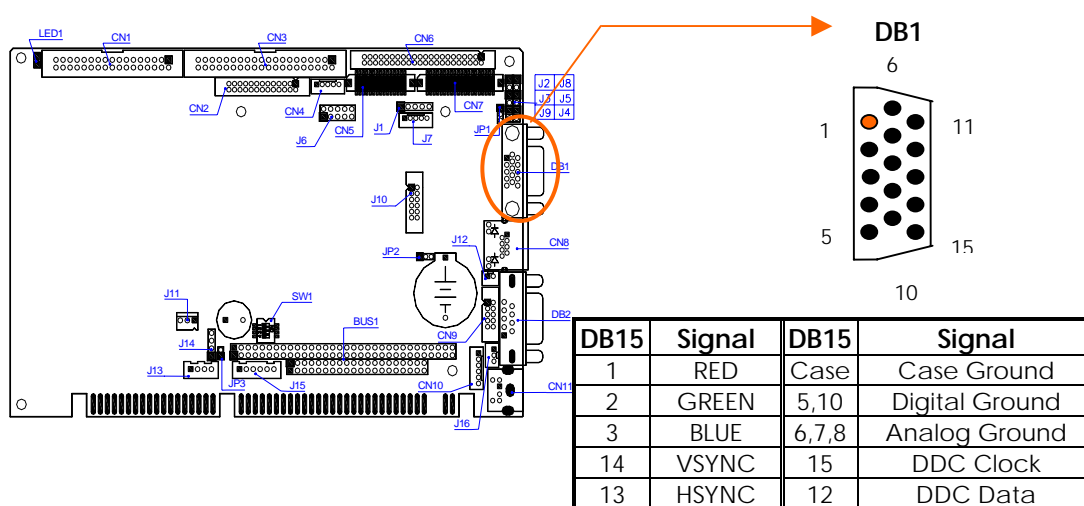 LED1
CN1
CN3
CN6
CN2
CN4
CN5
CN7
J2 J8
J3 J5
J9 J4
J6
J1
J7
JP1
DB1
J10
CN8
J12
JP2
J11
SW1
BUS1
CN9
DB2
J14
J13
JP3
J15
CN10
J16
CN11
DB1
6
1
11
5
15
10
DB15 Signal DB15 Signal
1 RED Case Case Ground
2 GREEN 5,10 Digital Ground
3 BLUE 6,7,8 Analog Ground
14 VSYNC 15 DDC Clock
13 HSYNC 12 DDC Data